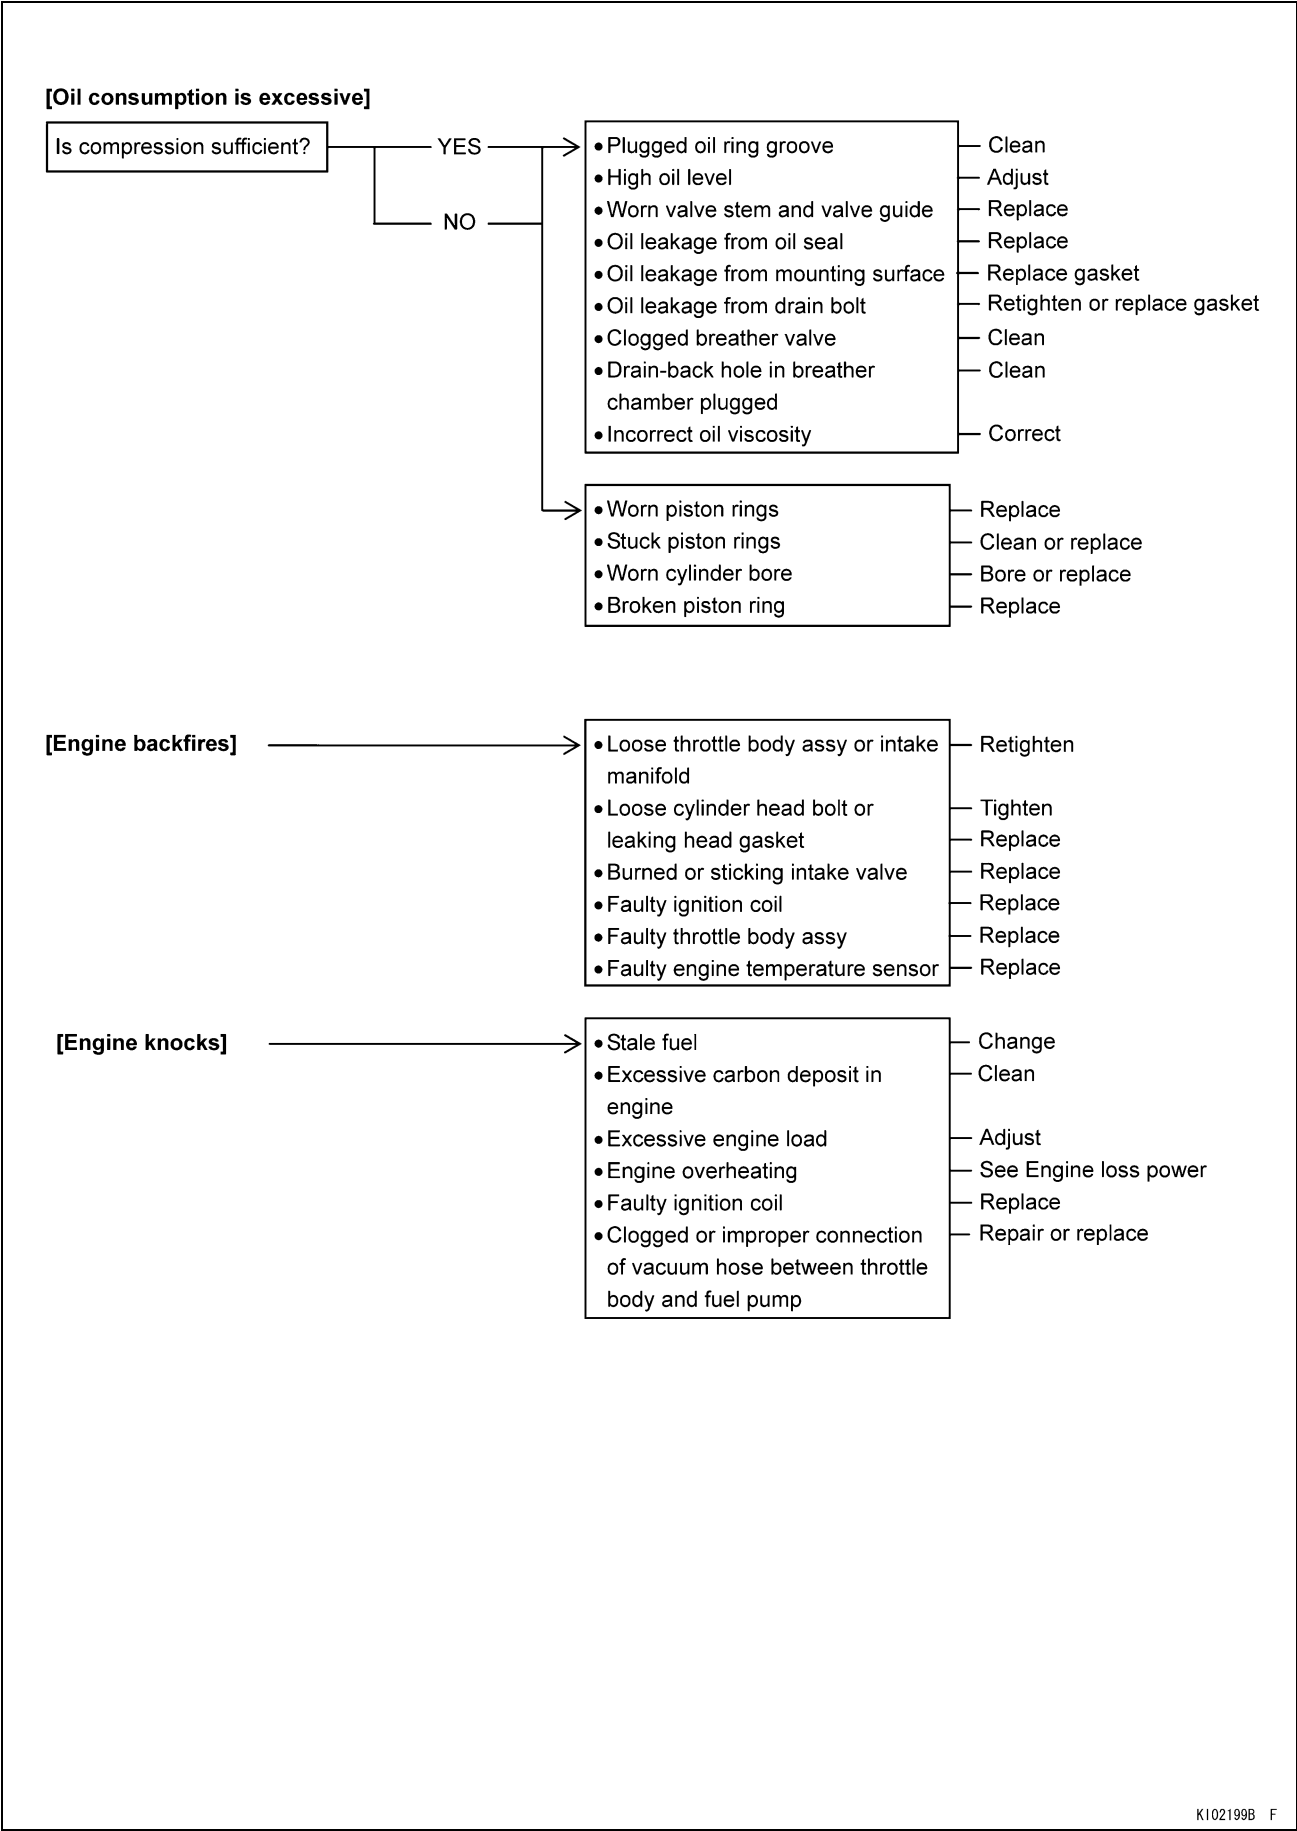 [Oil consumption is excessive]
Is compression sufficient?
YES
NO
• Plugged oil ring groove
Clean
• High oil level
Adjust
• Worn valve stem and valve guide
Replace
• Oil leakage from oil seal
Replace
• Oil leakage from mounting surface
Replace gasket
• Oil leakage from drain bolt
Retighten or replace gasket
• Clogged breather valve
Clean
• Drain-back hole in breather
Clean
chamber plugged
• Incorrect oil viscosity
Correct
• Worn piston rings
Replace
• Stuck piston rings
Clean or replace
• Worn cylinder bore
Bore or replace
• Broken piston ring
Replace
[Engine backfires]
• Loose throttle body assy or intake
Retighten
manifold
• Loose cylinder head bolt or
Tighten
leaking head gasket
Replace
• Burned or sticking intake valve
Replace
• Faulty ignition coil
Replace
• Faulty throttle body assy
Replace
• Faulty engine temperature sensor
Replace
[Engine knocks]
• Stale fuel
Change
• Excessive carbon deposit in
Clean
engine
• Excessive engine load
Adjust
• Engine overheating
See Engine loss power
• Faulty ignition coil
Replace
• Clogged or improper connection
Repair or replace
of vacuum hose between throttle
body and fuel pump
KI02199B F